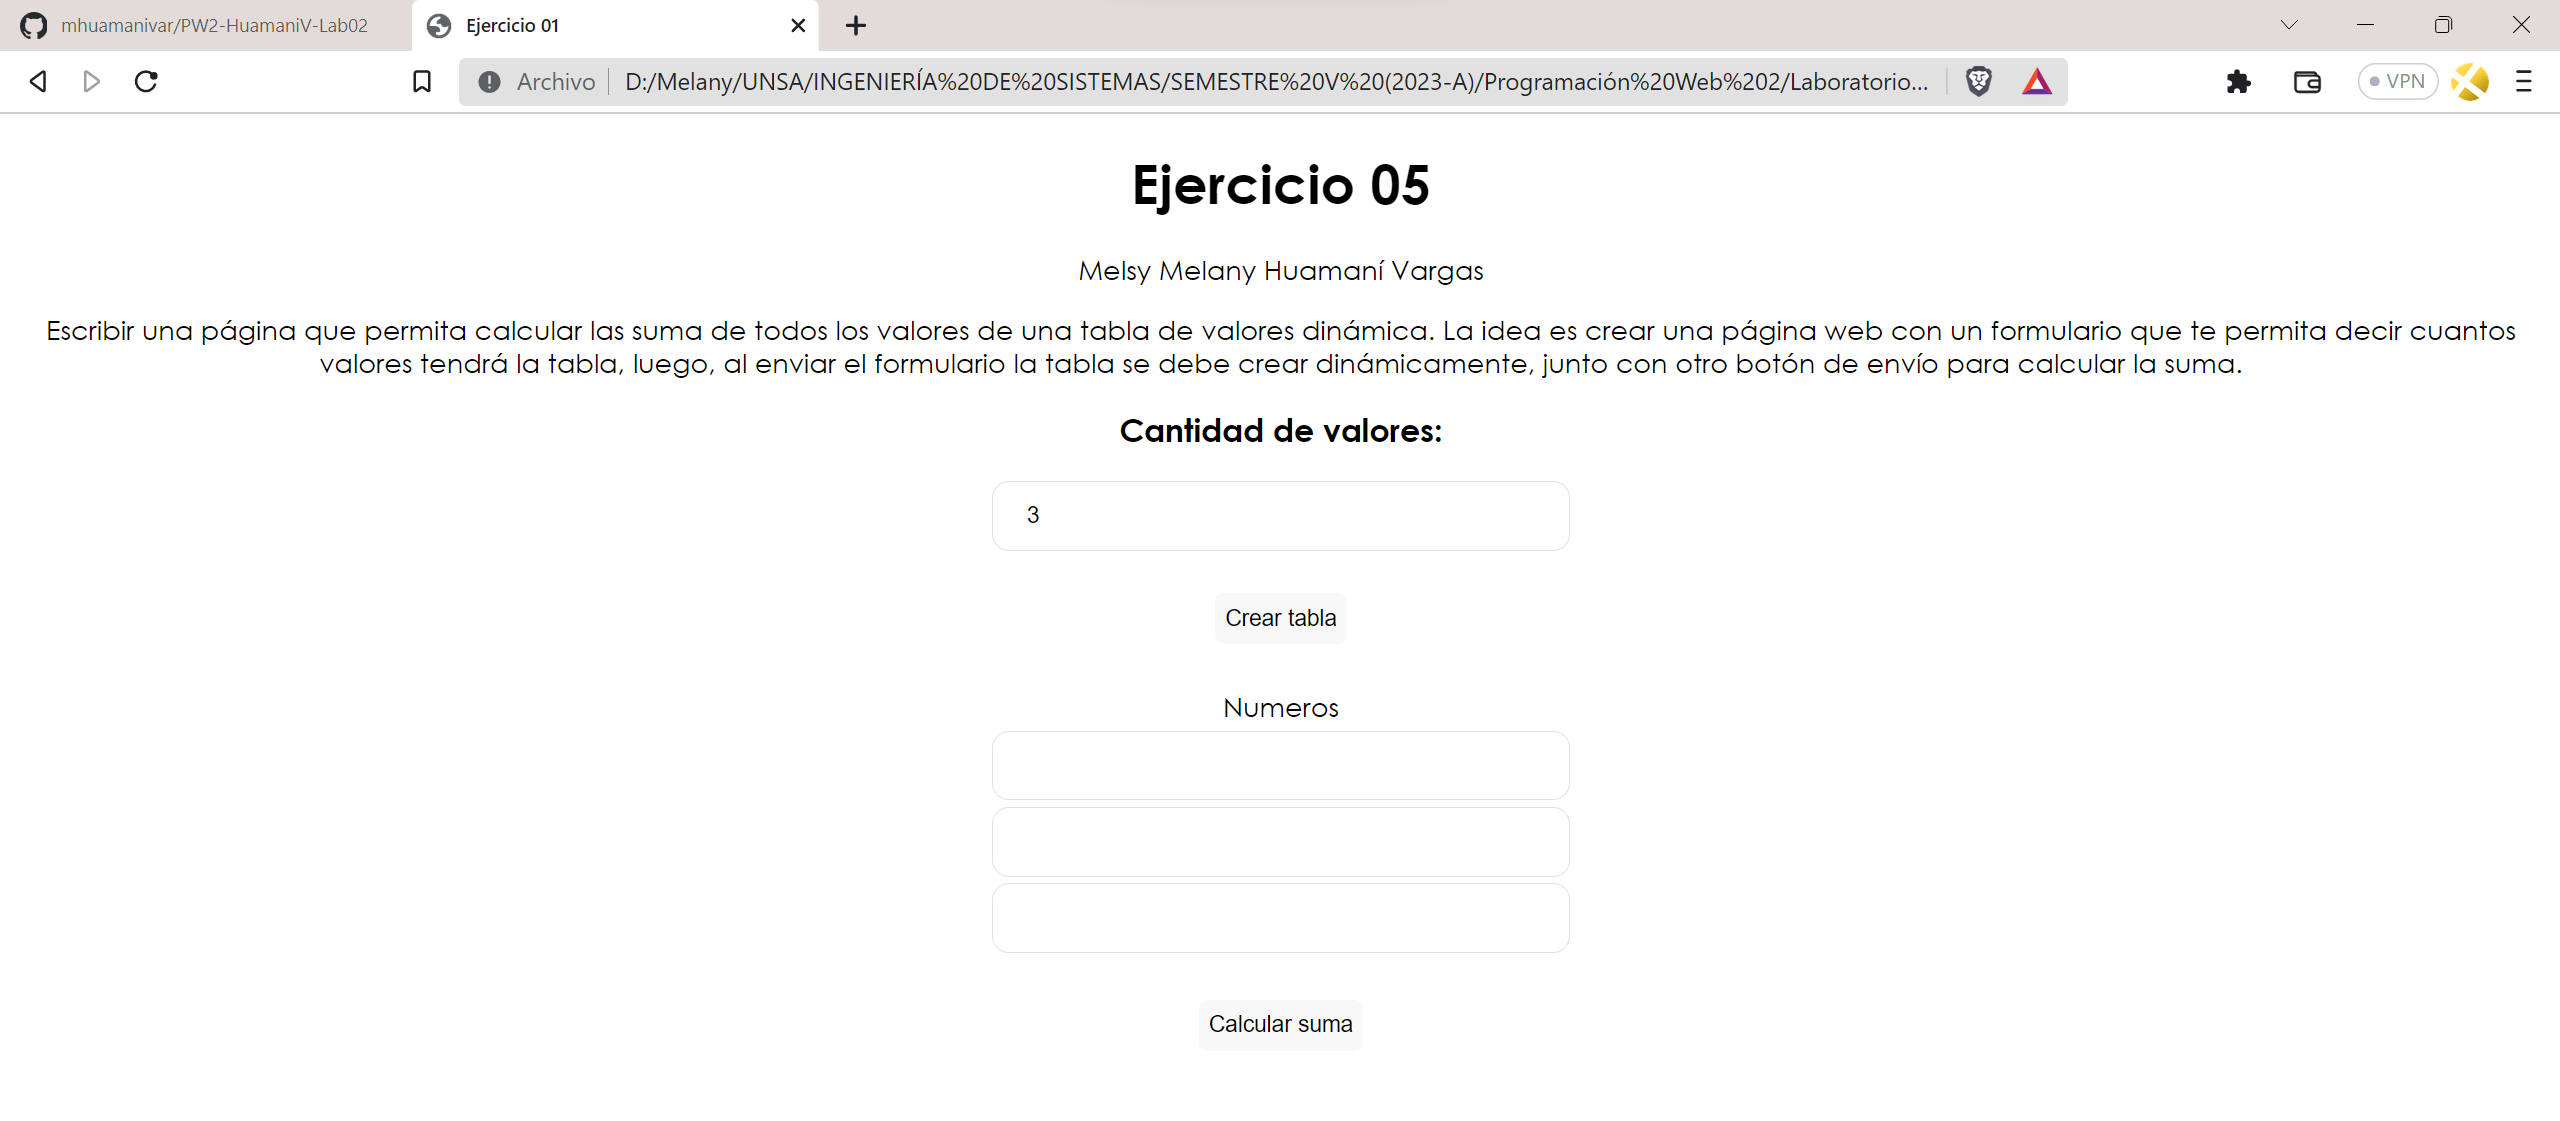 mhuamanivar/PW2-HuamaniV-Lab02
Ejercicio 01
Archivo
D:/Melany/UNSA/INGENIERÍA%20DE%20SISTEMAS/SEMESTRE%20V%20(2023-A)/Programación%20Web%202/Laboratorio...
VPN
Ejercicio 05
Melsy Melany Huamaní Vargas
Escribir una página que permita calcular las suma de todos los valores de una tabla de valores dinámica. La idea es crear una página web con un formulario que te permita decir cuantos
valores tendrá la tabla, luego, al enviar el formulario la tabla se debe crear dinámicamente, junto con otro botón de envío para calcular la suma.
Cantidad de valores:
3
Crear tabla
Numeros
Calcular suma